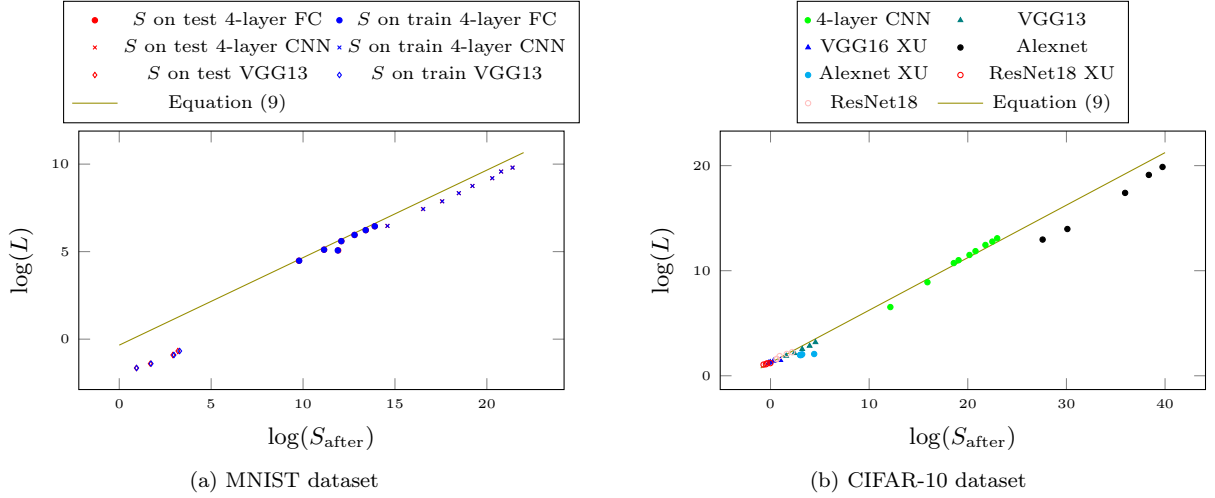 S on test 4-layer FC S on train 4-layer FC
S on test 4-layer CNN S on train 4-layer CNN
S on test VGG13 S on train VGG13
Equation (9)
10
5
0
log(L)
0 5 10 15 20
log(S_after)
(a) MNIST dataset
4-layer CNN VGG13
VGG16 XU Alexnet
Alexnet XU ResNet18 XU
ResNet18 Equation (9)
20
10
0
log(L)
0 10 20 30 40
log(S_after)
(b) CIFAR-10 dataset